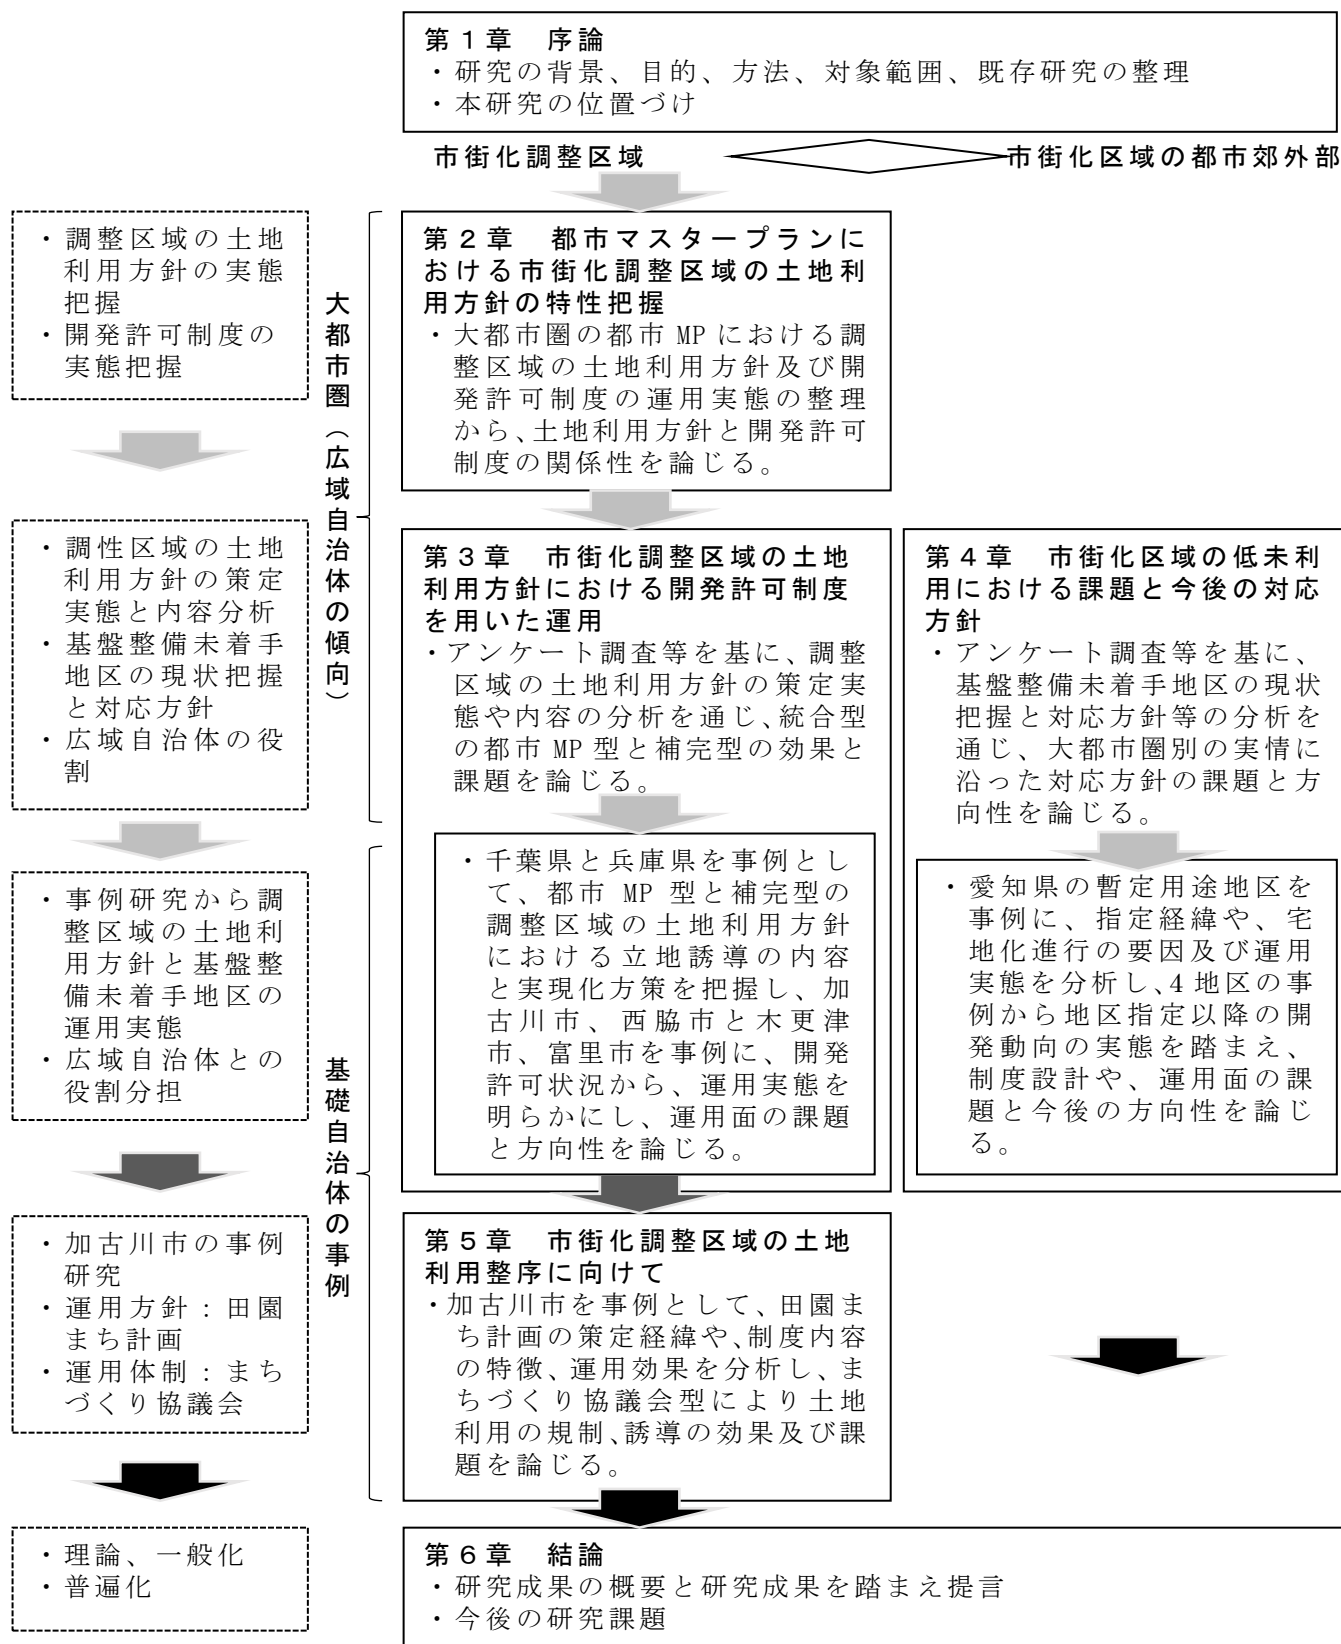 第１章　序論
・研究の背景、目的、方法、対象範囲、既存研究の整理
・本研究の位置づけ
市街化調整区域
市街化区域の都市郊外部
・調整区域の土地
利用方針の実態
把握
・開発許可制度の
実態把握
大都市圏（広域自治体の傾向）
第２章　都市マスタープランに
おける市街化調整区域の土地利
用方針の特性把握
・大都市圏の都市 MP における調
整区域の土地利用方針及び開
発許可制度の運用実態の整理
から、土地利用方針と開発許可
制度の関係性を論じる。
・調性区域の土地
利用方針の策定
実態と内容分析
・基盤整備未着手
地区の現状把握
と対応方針
・広域自治体の役
割
第３章　市街化調整区域の土地
利用方針における開発許可制度
を用いた運用
・アンケート調査等を基に、調整
区域の土地利用方針の策定実
態や内容の分析を通じ、統合型
の都市 MP 型と補完型の効果と
課題を論じる。
・千葉県と兵庫県を事例とし
て、都市 MP 型と補完型の
調整区域の土地利用方針
における立地誘導の内容
と実現化方策を把握し、加
古川市、西脇市と木更津
市、富里市を事例に、開発
許可状況から、運用実態を
明らかにし、運用面の課題
と方向性を論じる。
第４章　市街化区域の低未利
用における課題と今後の対応
方針
・アンケート調査等を基に、
基盤整備未着手地区の現状
把握と対応方針等の分析を
通じ、大都市圏別の実情に
沿った対応方針の課題と方
向性を論じる。
・愛知県の暫定用途地区を
事例に、指定経緯や、宅
地化進行の要因及び運用
実態を分析し、4 地区の事
例から地区指定以降の開
発動向の実態を踏まえ、
制度設計や、運用面の課
題と今後の方向性を論じ
る。
・事例研究から調
整区域の土地利
用方針と基盤整
備未着手地区の
運用実態
・広域自治体との
役割分担
基礎自治体の事例
・加古川市の事例
研究
・運用方針：田園
まち計画
・運用体制：まち
づくり協議会
第５章　市街化調整区域の土地
利用整序に向けて
・加古川市を事例として、田園ま
ち計画の策定経緯や、制度内容
の特徴、運用効果を分析し、ま
ちづくり協議会型により土地
利用の規制、誘導の効果及び課
題を論じる。
・理論、一般化
・普遍化
第６章　結論
・研究成果の概要と研究成果を踏まえ提言
・今後の研究課題